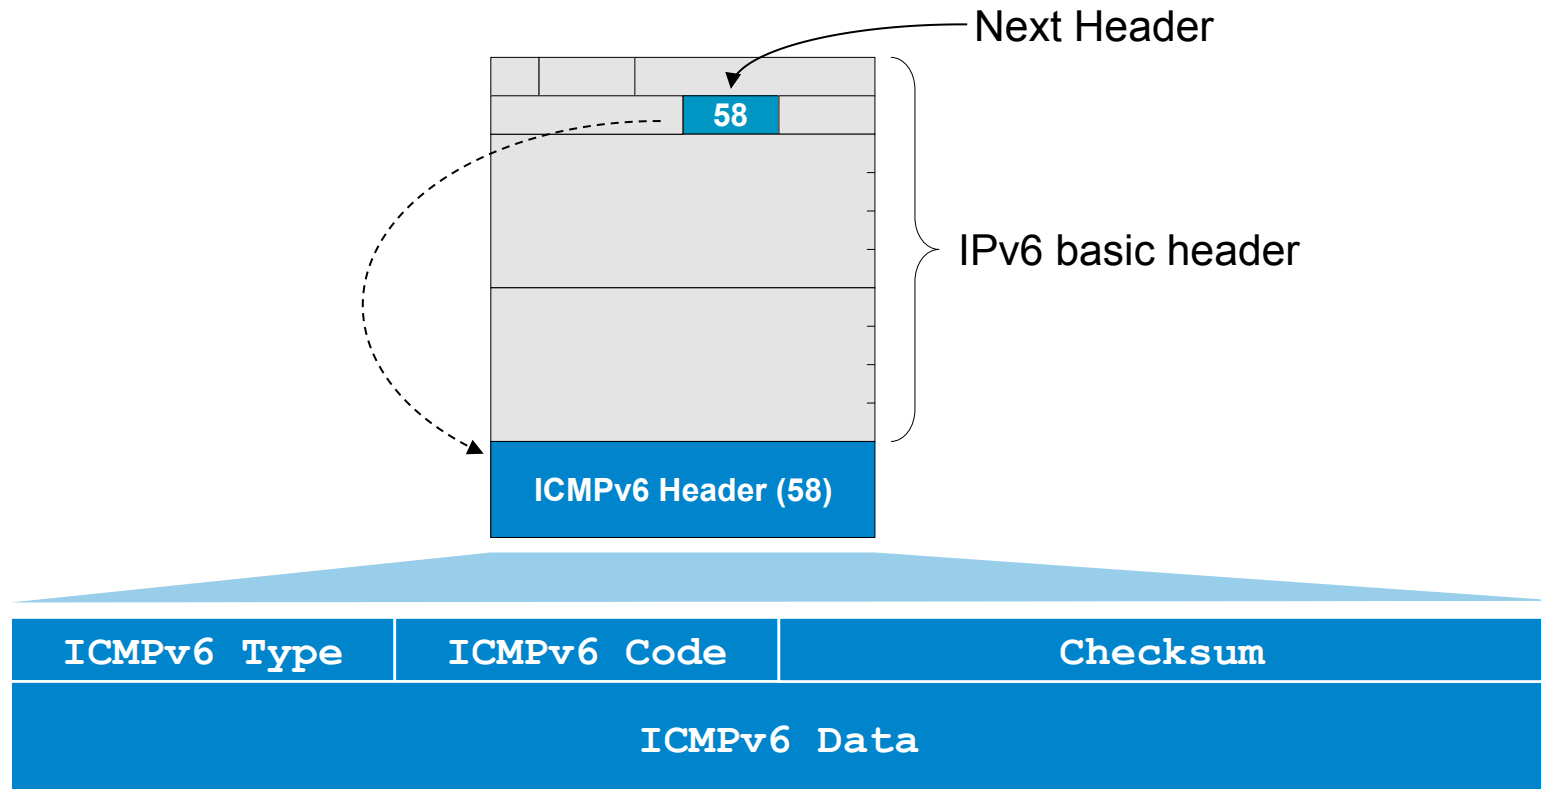 Next Header
58
IPv6 basic header
ICMPv6 Header (58)
ICMPv6 Type
ICMPv6 Code
Checksum
ICMPv6 Data